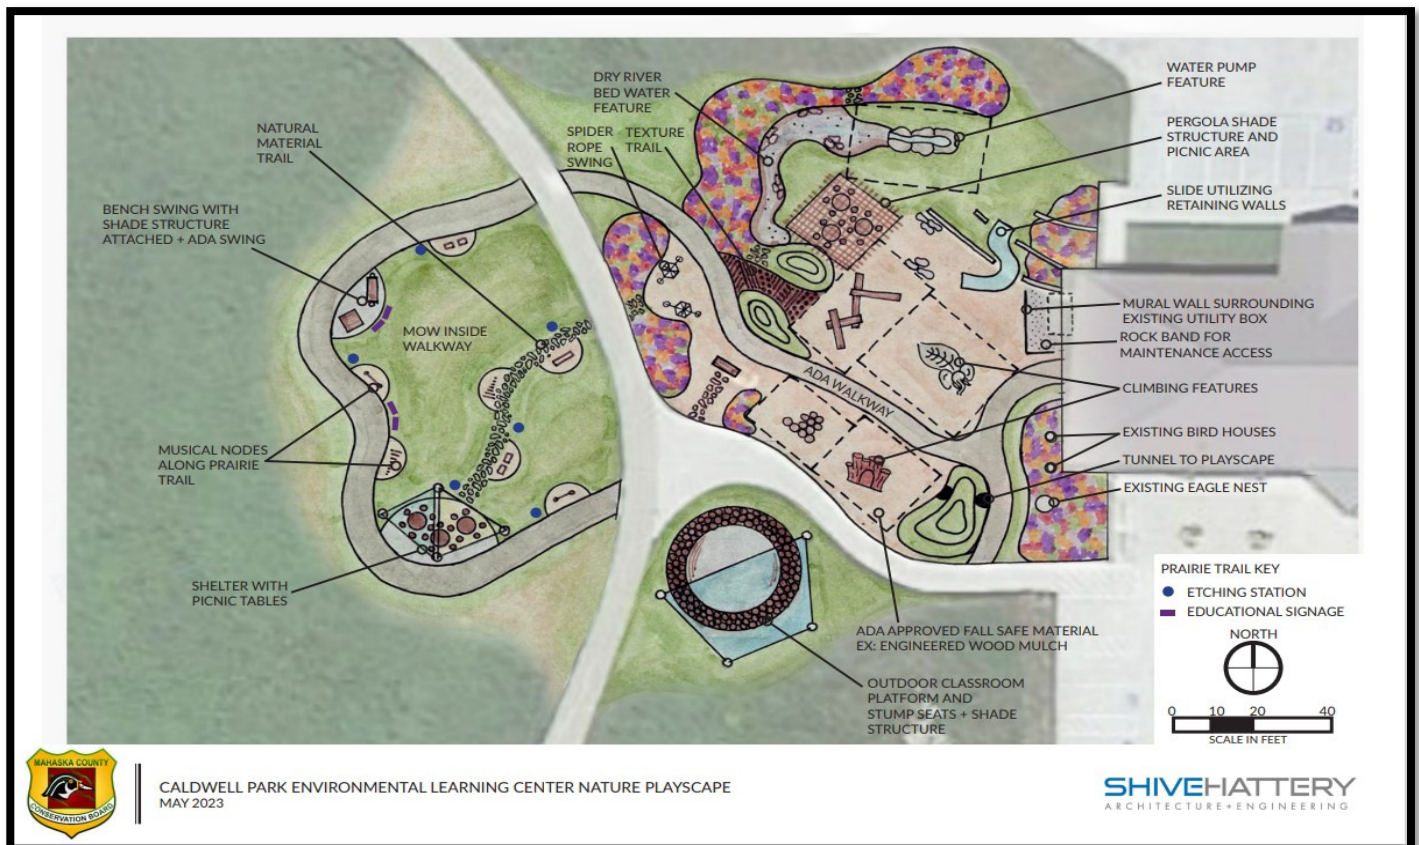 WATER PUMP
FEATURE
DRY RIVER
BED WATER
FEATURE
PERGOLA SHADE
STRUCTURE AND
PICNIC AREA
NATURAL
MATERIAL
TRAIL
SPIDER
ROPE
SWING
TEXTURE
TRAIL
SLIDE UTILIZING
RETAINING WALLS
BENCH SWING WITH
SHADE STRUCTURE
ATTACHED + ADA SWING
MOW INSIDE
WALKWAY
MURAL WALL SURROUNDING
EXISTING UTILITY BOX
ROCK BAND FOR
MAINTENANCE ACCESS
ADA WALKWAY
CLIMBING FEATURES
EXISTING BIRD HOUSES
TUNNEL TO PLAYSCAPE
EXISTING EAGLE NEST
MUSICAL NODES
ALONG PRAIRIE
TRAIL
SHELTER WITH
PICNIC TABLES
ADA APPROVED FALL SAFE MATERIAL
EX: ENGINEERED WOOD MULCH
OUTDOOR CLASSROOM
PLATFORM AND
STUMP SEATS + SHADE
STRUCTURE
PRAIRIE TRAIL KEY
ETCHING STATION
EDUCATIONAL SIGNAGE
NORTH
0 10 20 40
SCALE IN FEET
MAHASKA COUNTY
CONSERVATION BOARD
CALDWELL PARK ENVIRONMENTAL LEARNING CENTER NATURE PLAYSCAPE
MAY 2023
SHIVEHATTERY
ARCHITECTURE+ENGINEERING